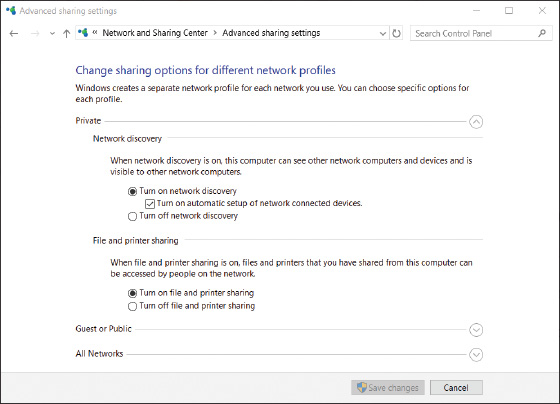 Advanced sharing settings
« Network and Sharing Center > Advanced sharing settings
Search Control Panel
Change sharing options for different network profiles
Windows creates a separate network profile for each network you use. You can choose specific options for
each profile.
Private
Network discovery
When network discovery is on, this computer can see other network computers and devices and is
visible to other network computers.
Turn on network discovery
Turn on automatic setup of network connected devices.
Turn off network discovery
File and printer sharing
When file and printer sharing is on, files and printers that you have shared from this computer can
be accessed by people on the network.
Turn on file and printer sharing
Turn off file and printer sharing
Guest or Public
All Networks
Save changes
Cancel